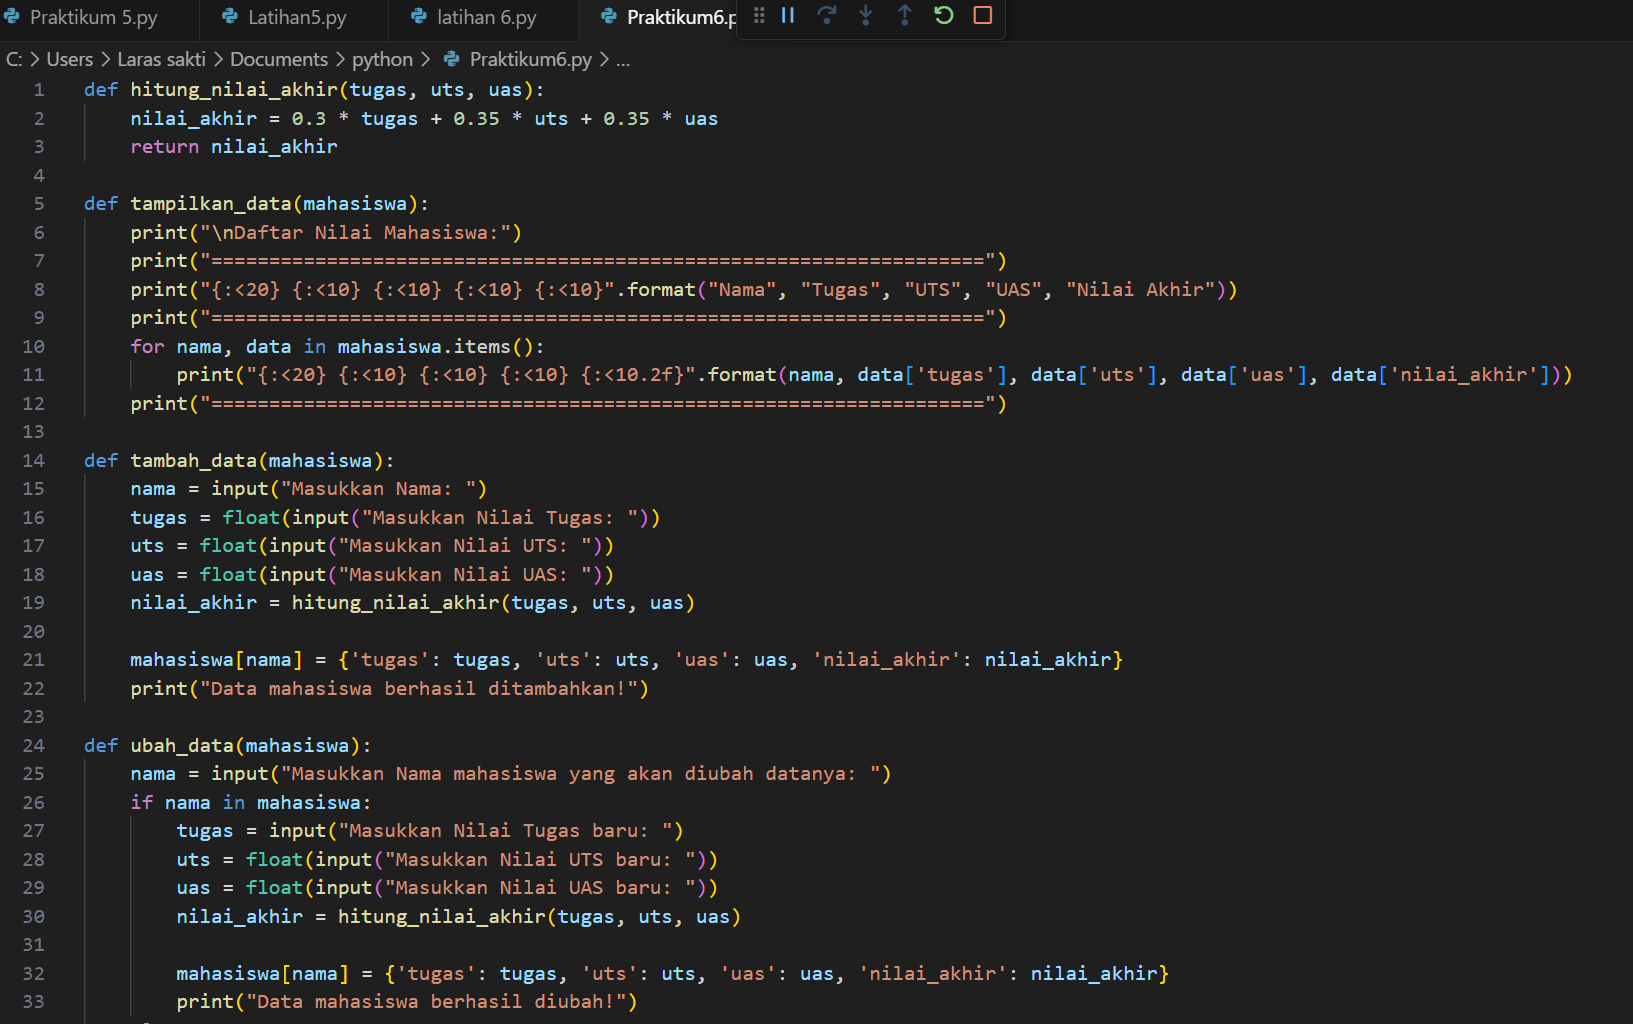 Praktikum 5.py Latihan5.py latihan 6.py Praktikum6.p
C: > Users > Laras sakti > Documents > python > Praktikum6.py > ...
1 def hitung_nilai_akhir(tugas, uts, uas):
2     nilai_akhir = 0.3 * tugas + 0.35 * uts + 0.35 * uas
3     return nilai_akhir
4
5 def tampilkan_data(mahasiswa):
6     print("\nDaftar Nilai Mahasiswa:")
7     print("===================================================================")
8     print("{:<20} {:<10} {:<10} {:<10} {:<10}".format("Nama", "Tugas", "UTS", "UAS", "Nilai Akhir"))
9     print("===================================================================")
10     for nama, data in mahasiswa.items():
11         print("{:<20} {:<10} {:<10} {:<10} {:<10.2f}".format(nama, data['tugas'], data['uts'], data['uas'], data['nilai_akhir']))
12     print("===================================================================")
13
14 def tambah_data(mahasiswa):
15     nama = input("Masukkan Nama: ")
16     tugas = float(input("Masukkan Nilai Tugas: "))
17     uts = float(input("Masukkan Nilai UTS: "))
18     uas = float(input("Masukkan Nilai UAS: "))
19     nilai_akhir = hitung_nilai_akhir(tugas, uts, uas)
20
21     mahasiswa[nama] = {'tugas': tugas, 'uts': uts, 'uas': uas, 'nilai_akhir': nilai_akhir}
22     print("Data mahasiswa berhasil ditambahkan!")
23
24 def ubah_data(mahasiswa):
25     nama = input("Masukkan Nama mahasiswa yang akan diubah datanya: ")
26     if nama in mahasiswa:
27         tugas = input("Masukkan Nilai Tugas baru: ")
28         uts = float(input("Masukkan Nilai UTS baru: "))
29         uas = float(input("Masukkan Nilai UAS baru: "))
30         nilai_akhir = hitung_nilai_akhir(tugas, uts, uas)
31
32         mahasiswa[nama] = {'tugas': tugas, 'uts': uts, 'uas': uas, 'nilai_akhir': nilai_akhir}
33         print("Data mahasiswa berhasil diubah!")